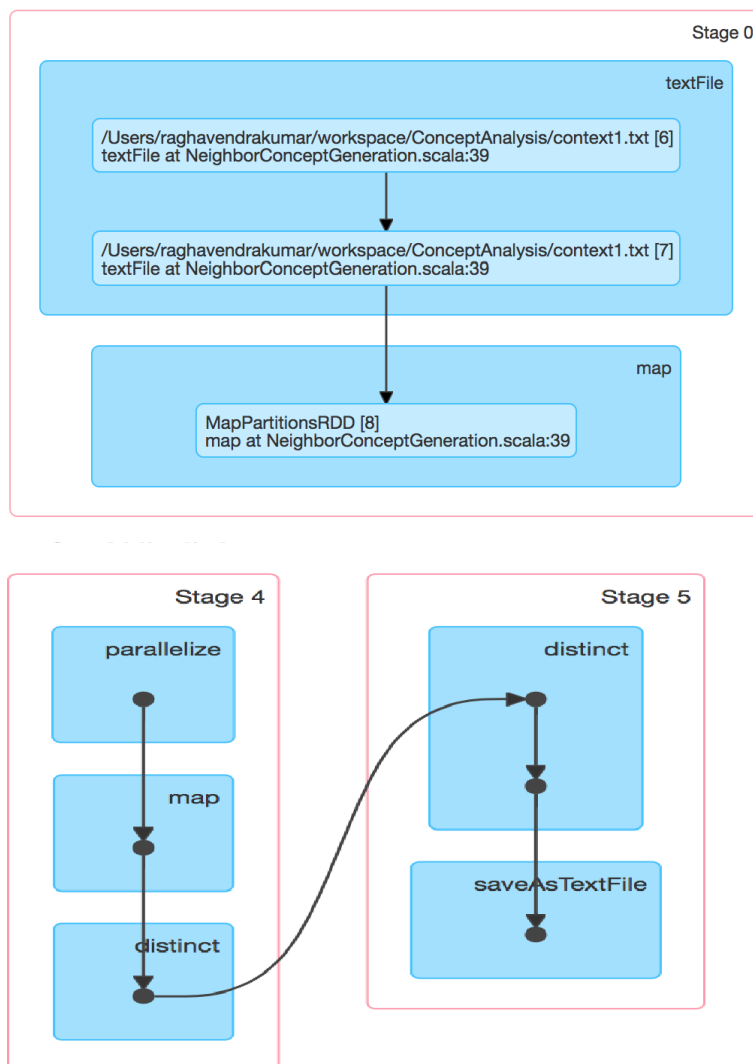 Stage 0
textFile
/Users/raghavendrakumar/workspace/ConceptAnalysis/context1.txt [6]
textFile at NeighborConceptGeneration.scala:39
/Users/raghavendrakumar/workspace/ConceptAnalysis/context1.txt [7]
textFile at NeighborConceptGeneration.scala:39
map
MapPartitionsRDD [8]
map at NeighborConceptGeneration.scala:39
Stage 4
parallelize
map
distinct
Stage 5
distinct
saveAsTextFile